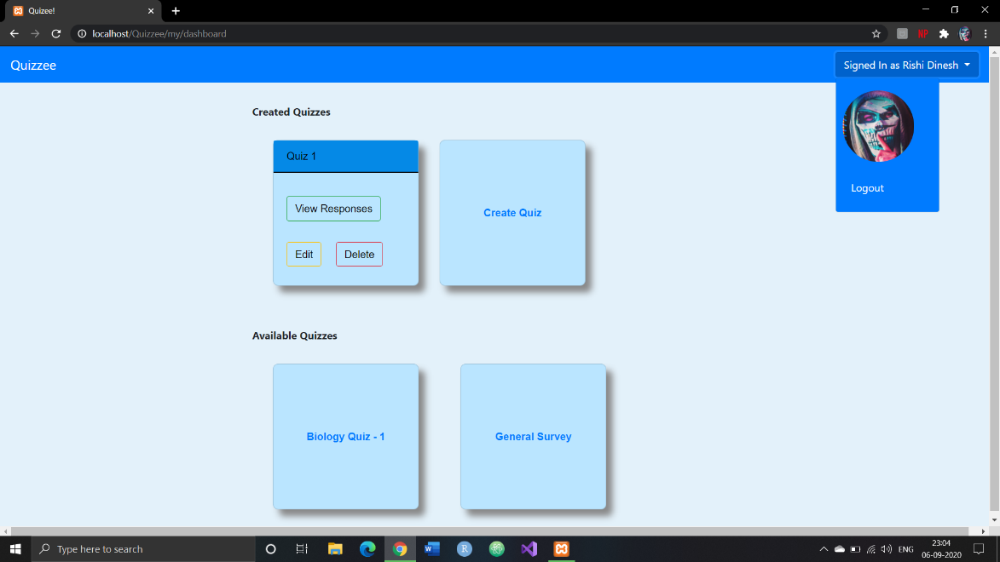 Quizee!
localhost/Quizzee/my/dashboard
NF
Quizzee
Signed In as Rishi Dinesh
Logout
Created Quizzes
Quiz 1
View Responses
Edit
Delete
Create Quiz
Available Quizzes
Biology Quiz - 1
General Survey
Type here to search
W
R
ENG
23:04
06-09-2020